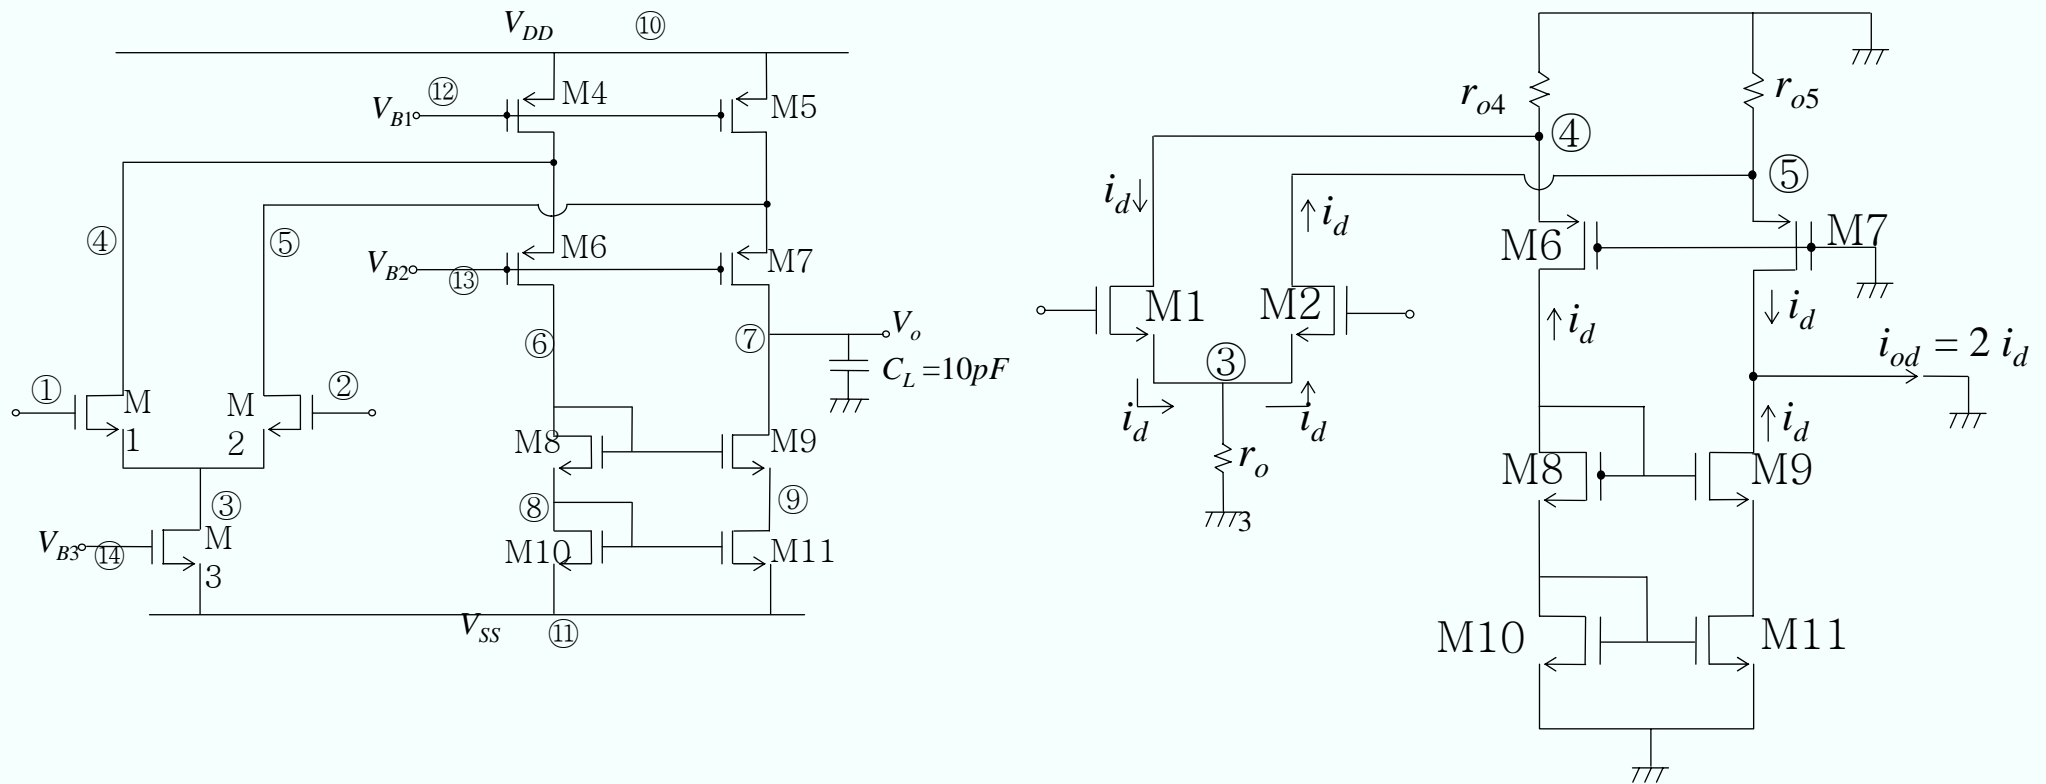 V_DD ⑩
⑫ M4
V_B1 M5
④ ⑤ M6
V_B2 ⑬ M7
⑥ ⑦ V_o
C_L =10pF
① M ② M
1 2
M8 M9
③ ⑧ ⑨
V_B3 ⑭ M
3
M10 M11
V_SS ⑪
r_o4 r_o5
④
⑤
i_d i_d
M6 M7
M1 M2
i_d i_d
③
i_od = 2 i_d
i_d i_d
i_d
r_o
3
M8 M9
M10 M11